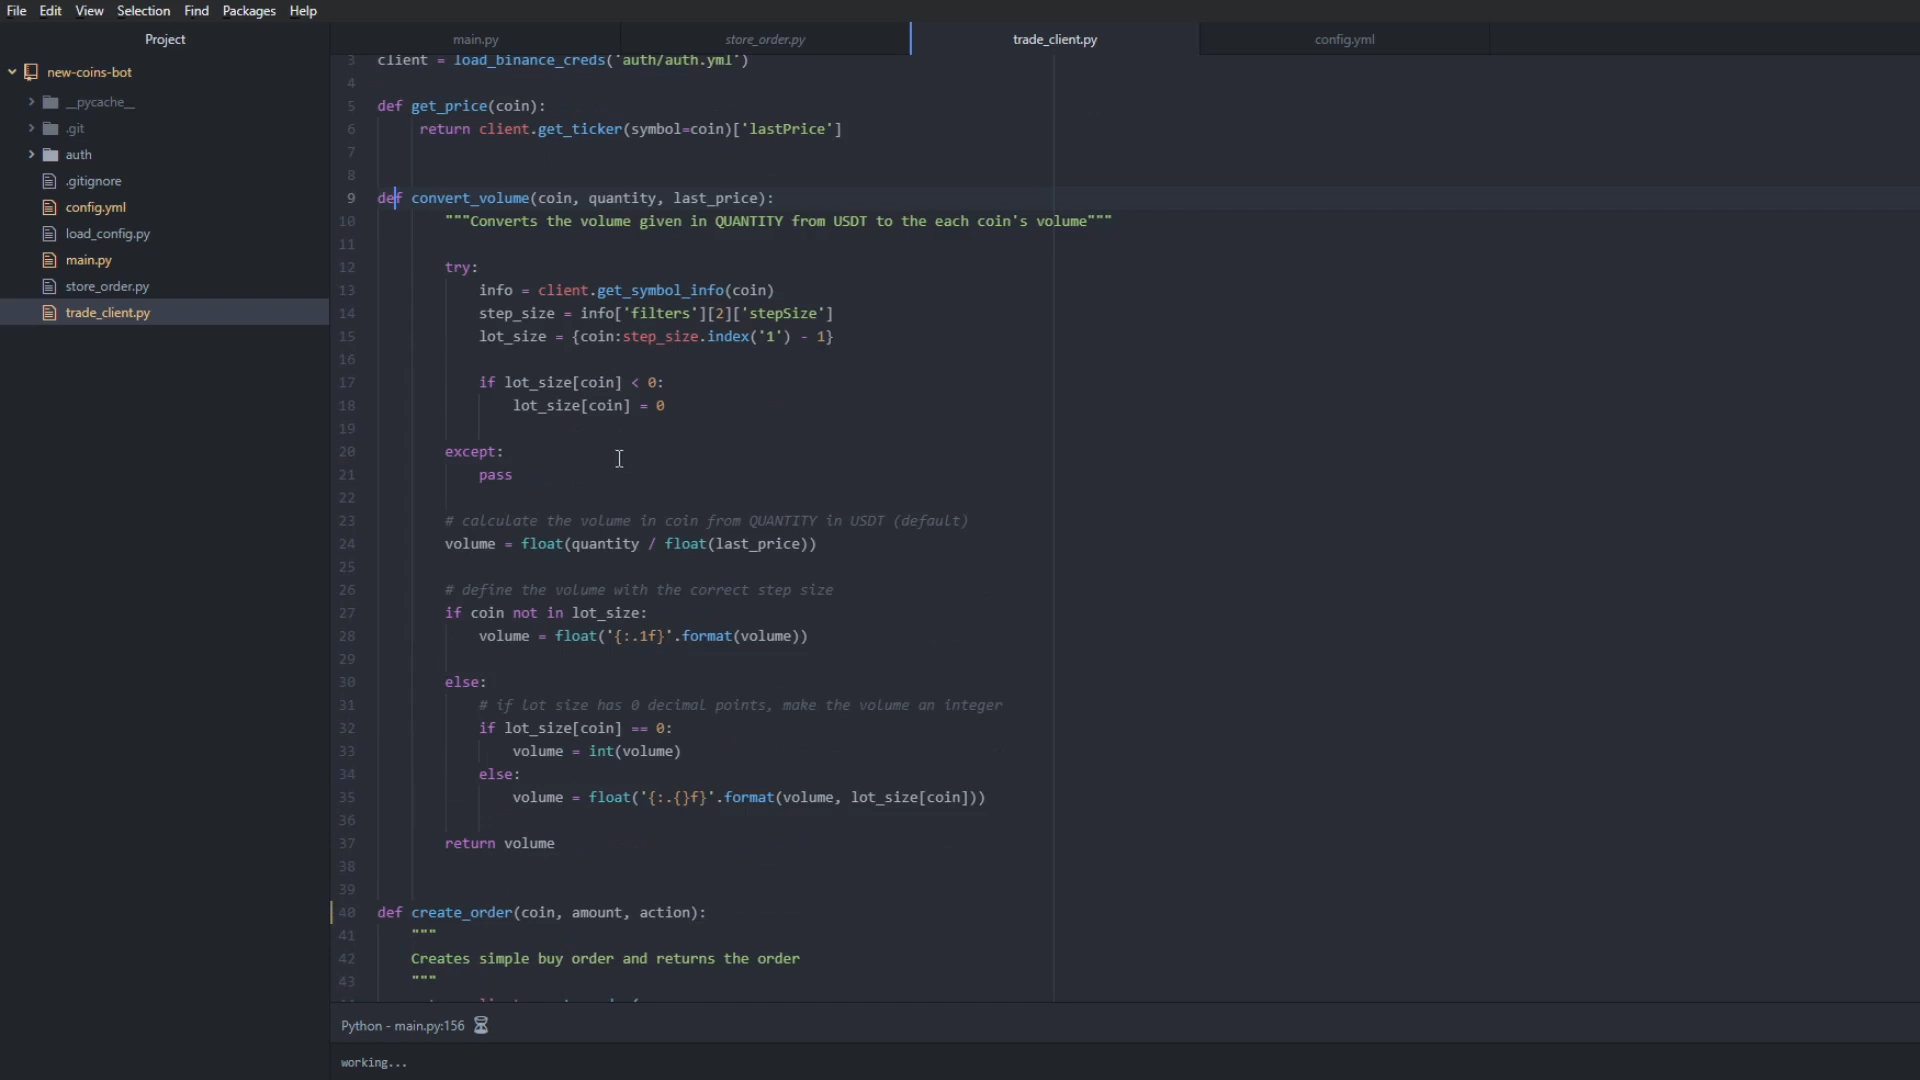 File Edit View Selection Find Packages Help
Project
main.py
store_order.py
trade_client.py
config.yml
new-coins-bot
__pycache__
.git
auth
.gitignore
config.yml
load_config.py
main.py
store_order.py
trade_client.py
3 client = load_binance_creds('auth/auth.yml')
4
5 def get_price(coin):
6 return client.get_ticker(symbol=coin)['lastPrice']
7
8
9 def convert_volume(coin, quantity, last_price):
10 """Converts the volume given in QUANTITY from USDT to the each coin's volume"""
11
12 try:
13 info = client.get_symbol_info(coin)
14 step_size = info['filters'][2]['stepSize']
15 lot_size = {coin:step_size.index('1') - 1}
16
17 if lot_size[coin] < 0:
18 lot_size[coin] = 0
19
20 except:
21 pass
22
23 # calculate the volume in coin from QUANTITY in USDT (default)
24 volume = float(quantity / float(last_price))
25
26 # define the volume with the correct step size
27 if coin not in lot_size:
28 volume = float('{:.1f}'.format(volume))
29
30 else:
31 # if lot size has 0 decimal points, make the volume an integer
32 if lot_size[coin] == 0:
33 volume = int(volume)
34 else:
35 volume = float('{:.{}f}'.format(volume, lot_size[coin]))
36
37 return volume
38
39
40 def create_order(coin, amount, action):
41 """
42 Creates simple buy order and returns the order
43 """
Python - main.py:156
working...